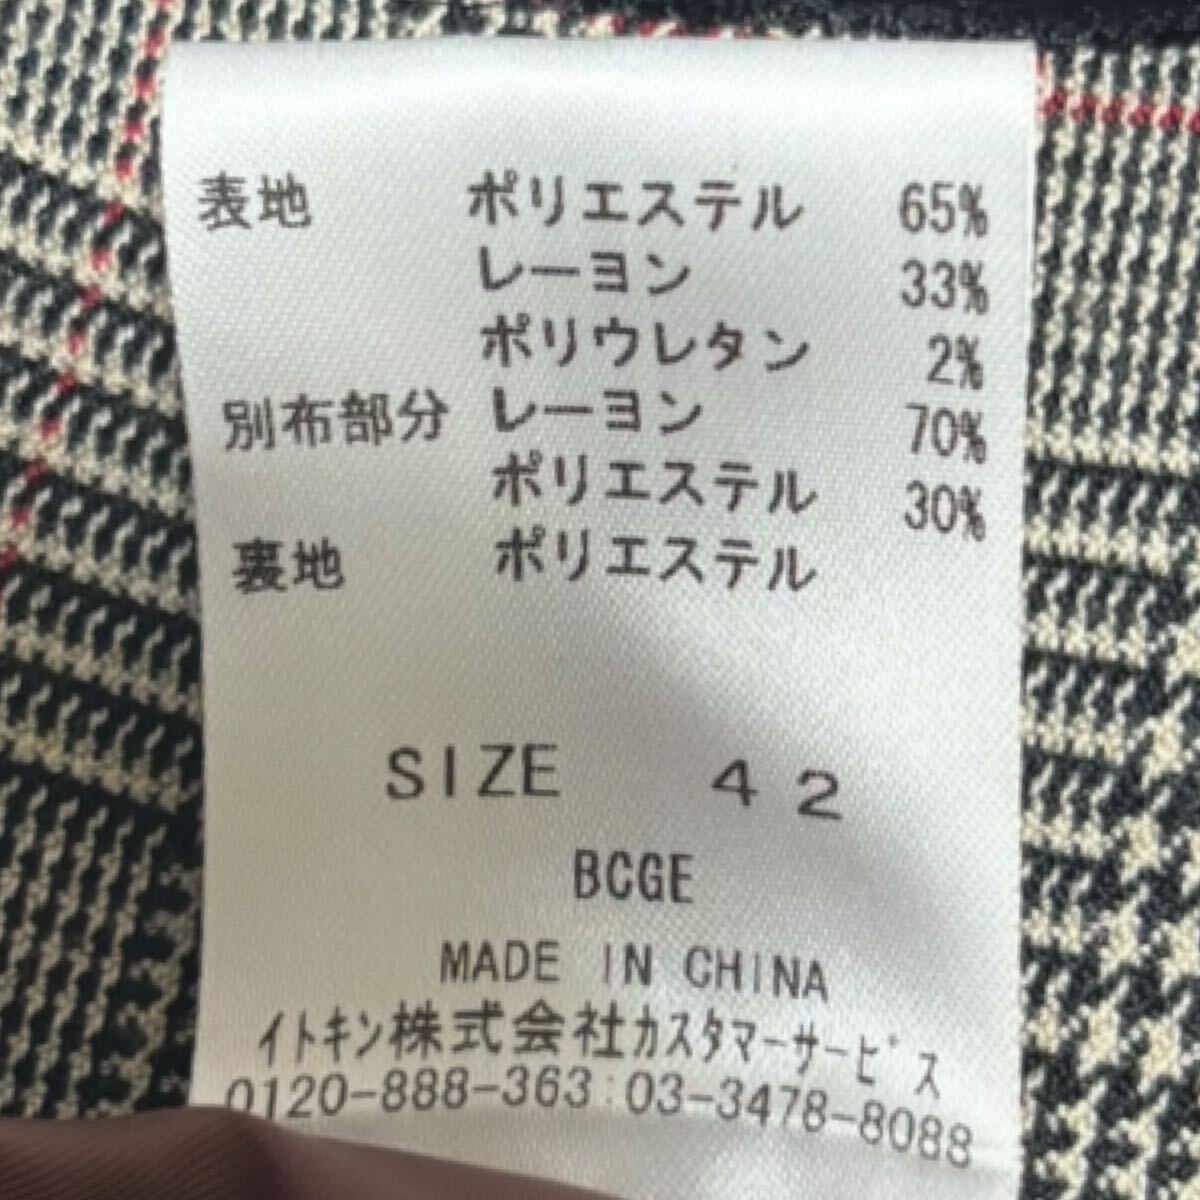 表地 ポリエステル 65%
レーヨン 33%
ポリウレタン 2%
別布部分 レーヨン 70%
ポリエステル 30%
裏地 ポリエステル
SIZE 42
BCGE
MADE IN CHINA
イトキン株式会社カスタマーサービス
0120-888-363:03-3478-8088